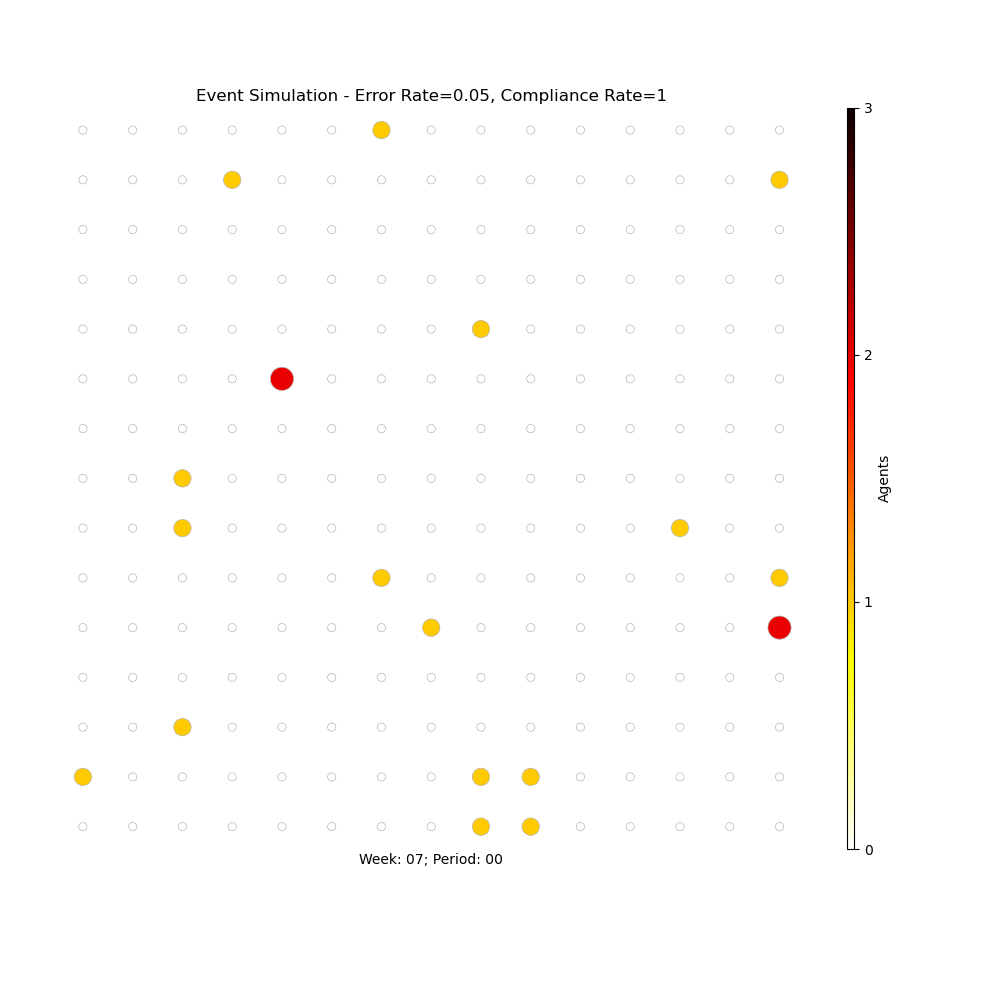 Event Simulation - Error Rate=0.05, Compliance Rate=1
3
2
Agents
1
0
Week: 07; Period: 00